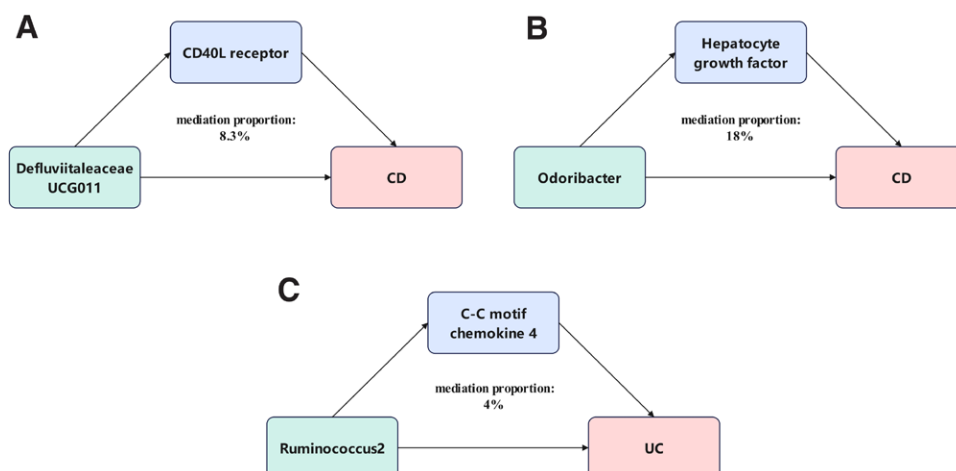 A
CD40L receptor
mediation proportion:
8.3%
Defluviitaleaceae
UCG011
CD
B
Hepatocyte
growth factor
mediation proportion:
18%
Odoribacter
CD
C
C-C motif
chemokine 4
mediation proportion:
4%
Ruminococcus2
UC